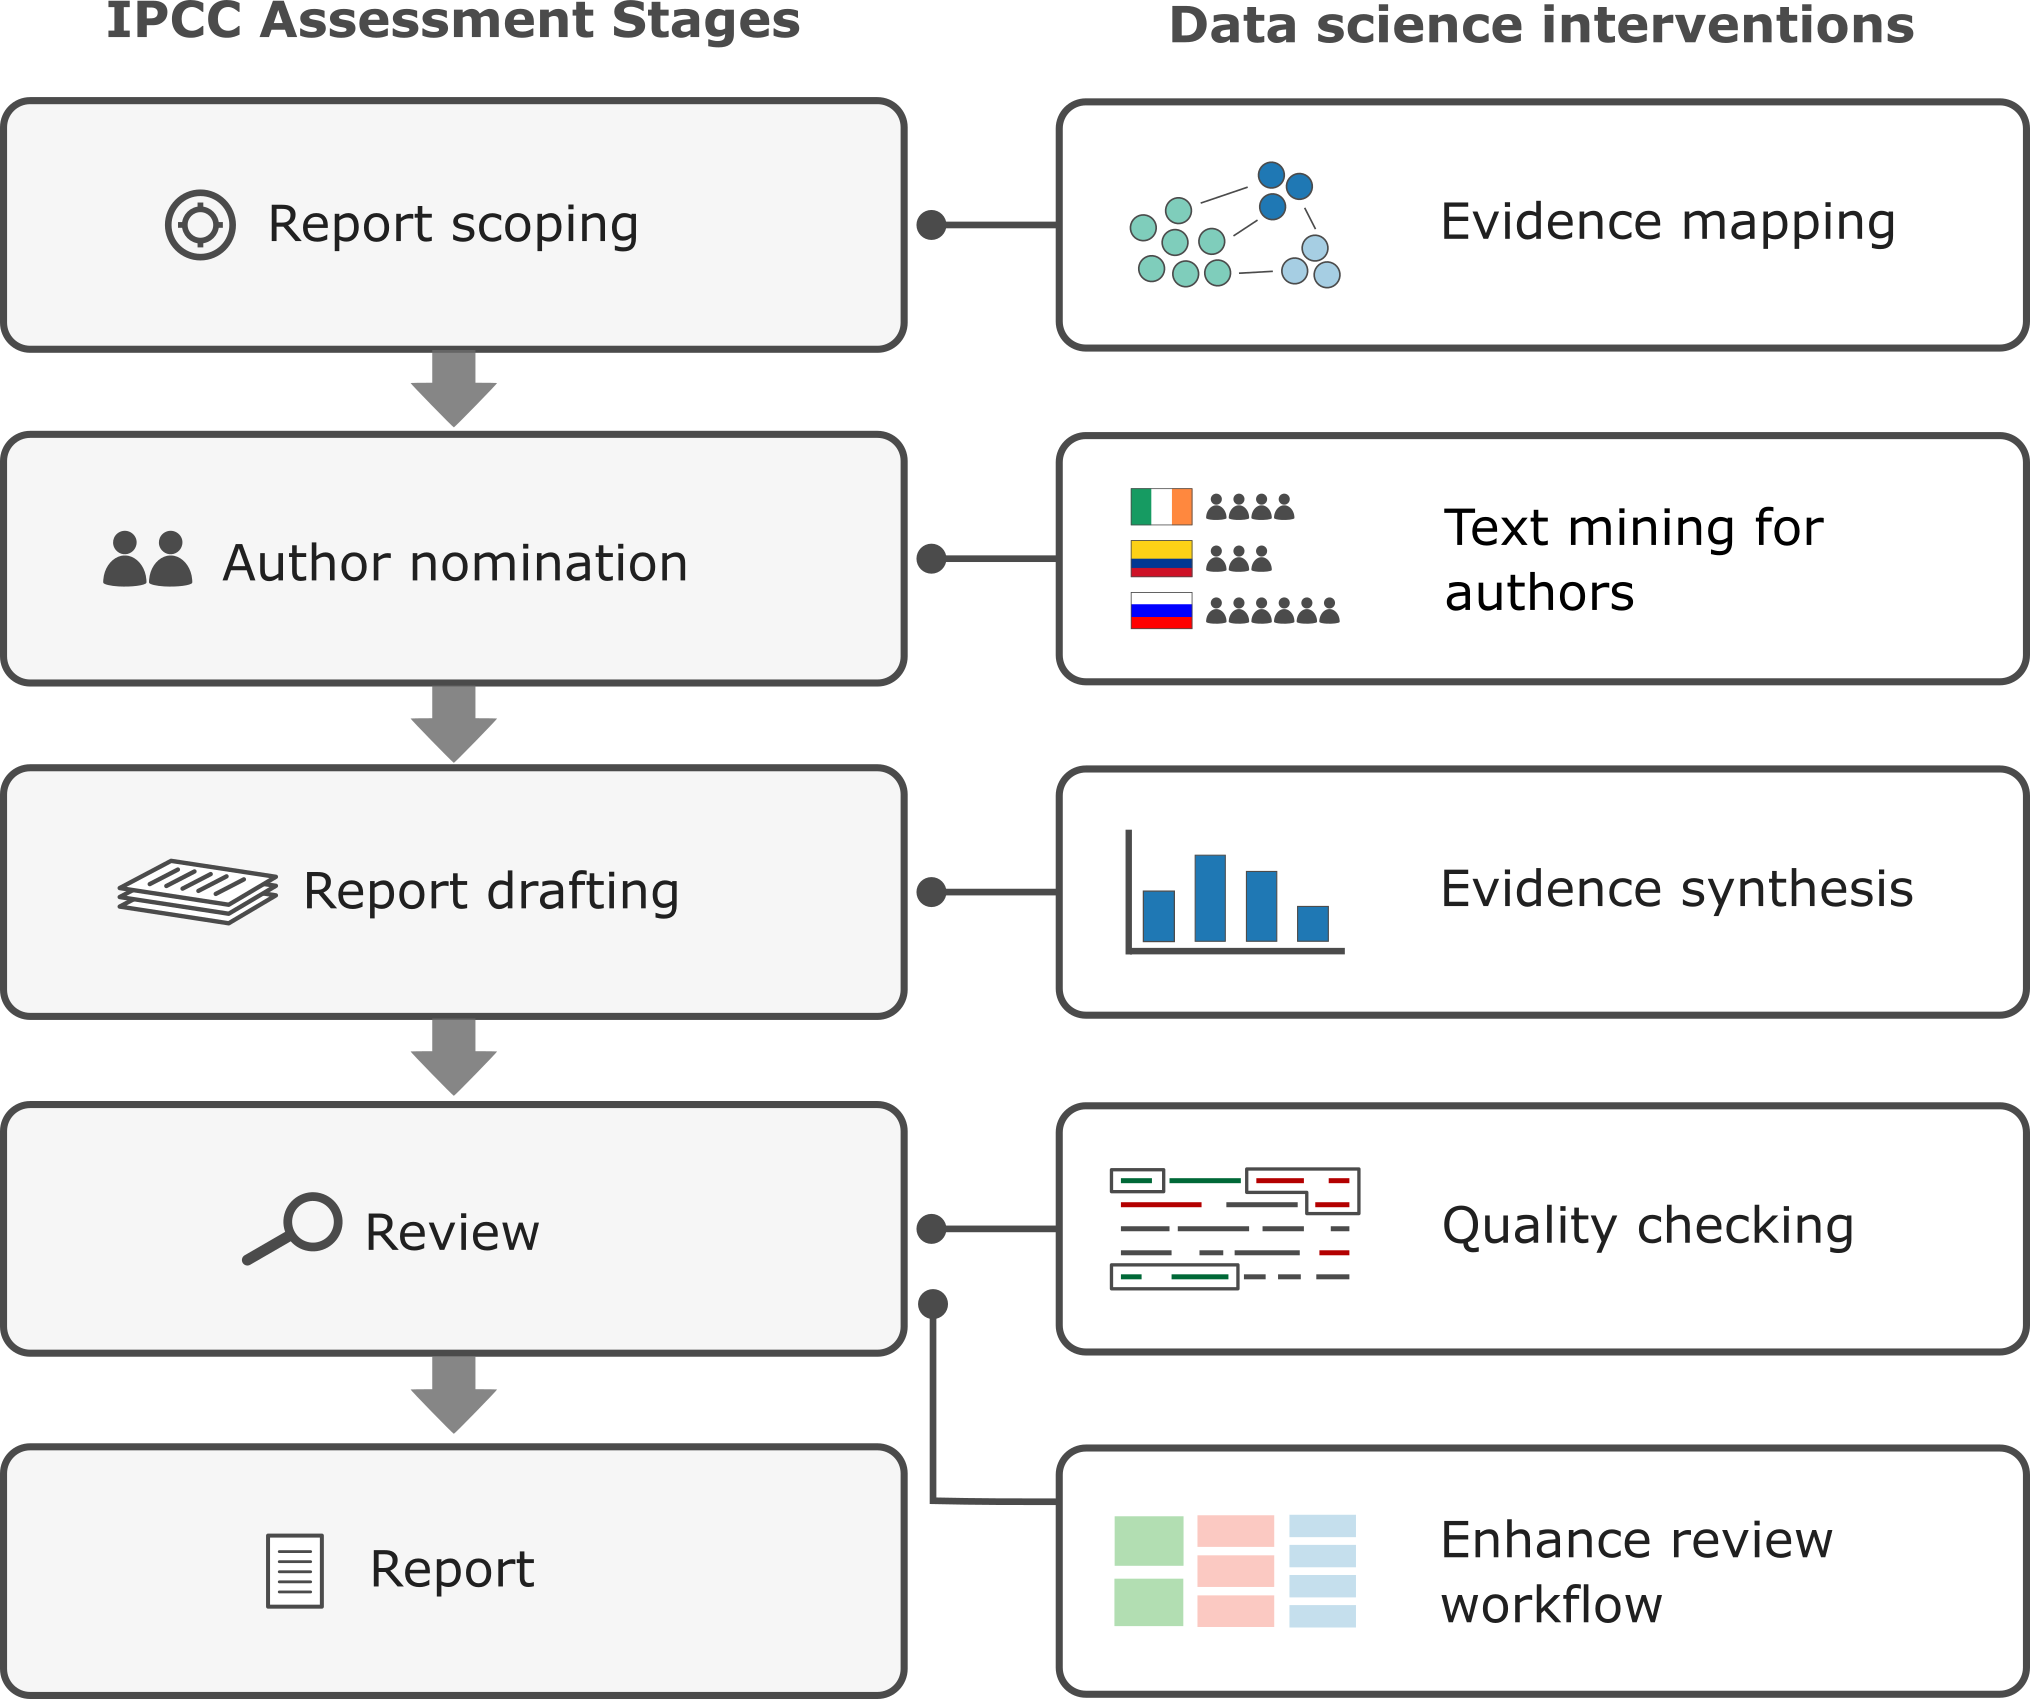 IPCC Assessment Stages
Data science interventions
Report scoping
Evidence mapping
Author nomination
Text mining for
authors
Report drafting
Evidence synthesis
Review
Quality checking
Report
Enhance review
workflow